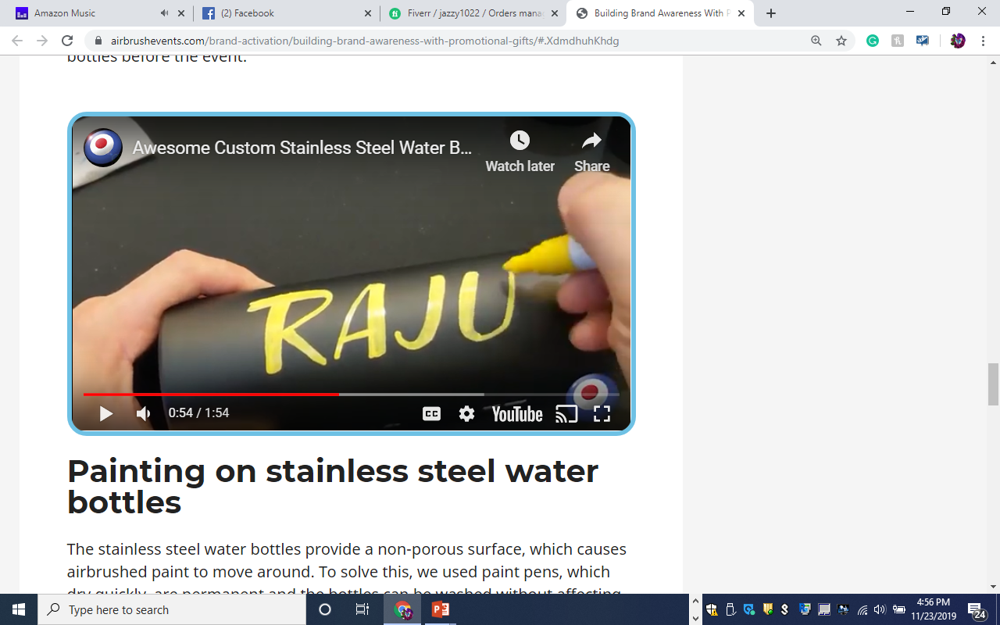 Amazon Music
(2) Facebook
Fiverr / jazzy1022 / Orders mana
Building Brand Awareness With P
airbrushevents.com/brand-activation/building-brand-awareness-with-promotional-gifts/#.XdmdhuhKhdg
bottles before the event.
Awesome Custom Stainless Steel Water B...
Watch later
Share
RAJU
0:54 / 1:54
CC
YouTube
Painting on stainless steel water
bottles
The stainless steel water bottles provide a non-porous surface, which causes
airbrushed paint to move around. To solve this, we used paint pens, which
dry quickly, are permanent and the bottles can be washed without affecting
Type here to search
4:56 PM
11/23/2019
24